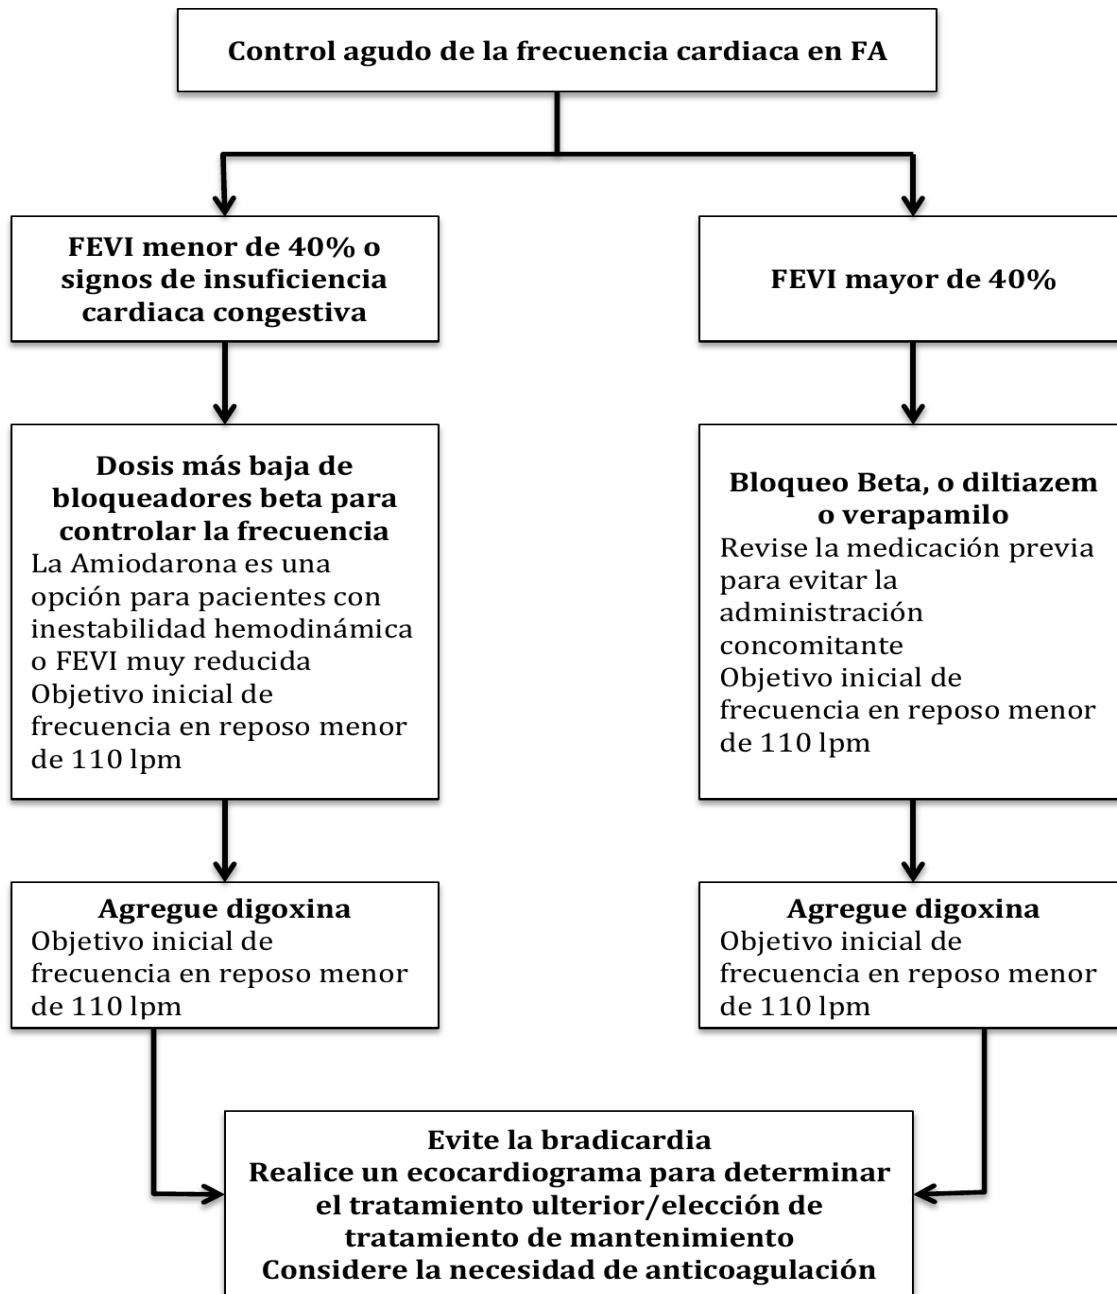 Control agudo de la frecuencia cardiaca en FA
FEVI menor de 40% o
signos de insuficiencia
cardiaca congestiva
FEVI mayor de 40%
Dosis más baja de
bloqueadores beta para
controlar la frecuencia
La Amiodarona es una
opción para pacientes con
inestabilidad hemodinámica
o FEVI muy reducida
Objetivo inicial de
frecuencia en reposo menor
de 110 lpm
Bloqueo Beta, o diltiazem
o verapamilo
Revise la medicación previa
para evitar la
administración
concomitante
Objetivo inicial de
frecuencia en reposo menor
de 110 lpm
Agregue digoxina
Objetivo inicial de
frecuencia en reposo menor
de 110 lpm
Agregue digoxina
Objetivo inicial de
frecuencia en reposo menor
de 110 lpm
Evite la bradicardia
Realice un ecocardiograma para determinar
el tratamiento ulterior/elección de
tratamiento de mantenimiento
Considere la necesidad de anticoagulación